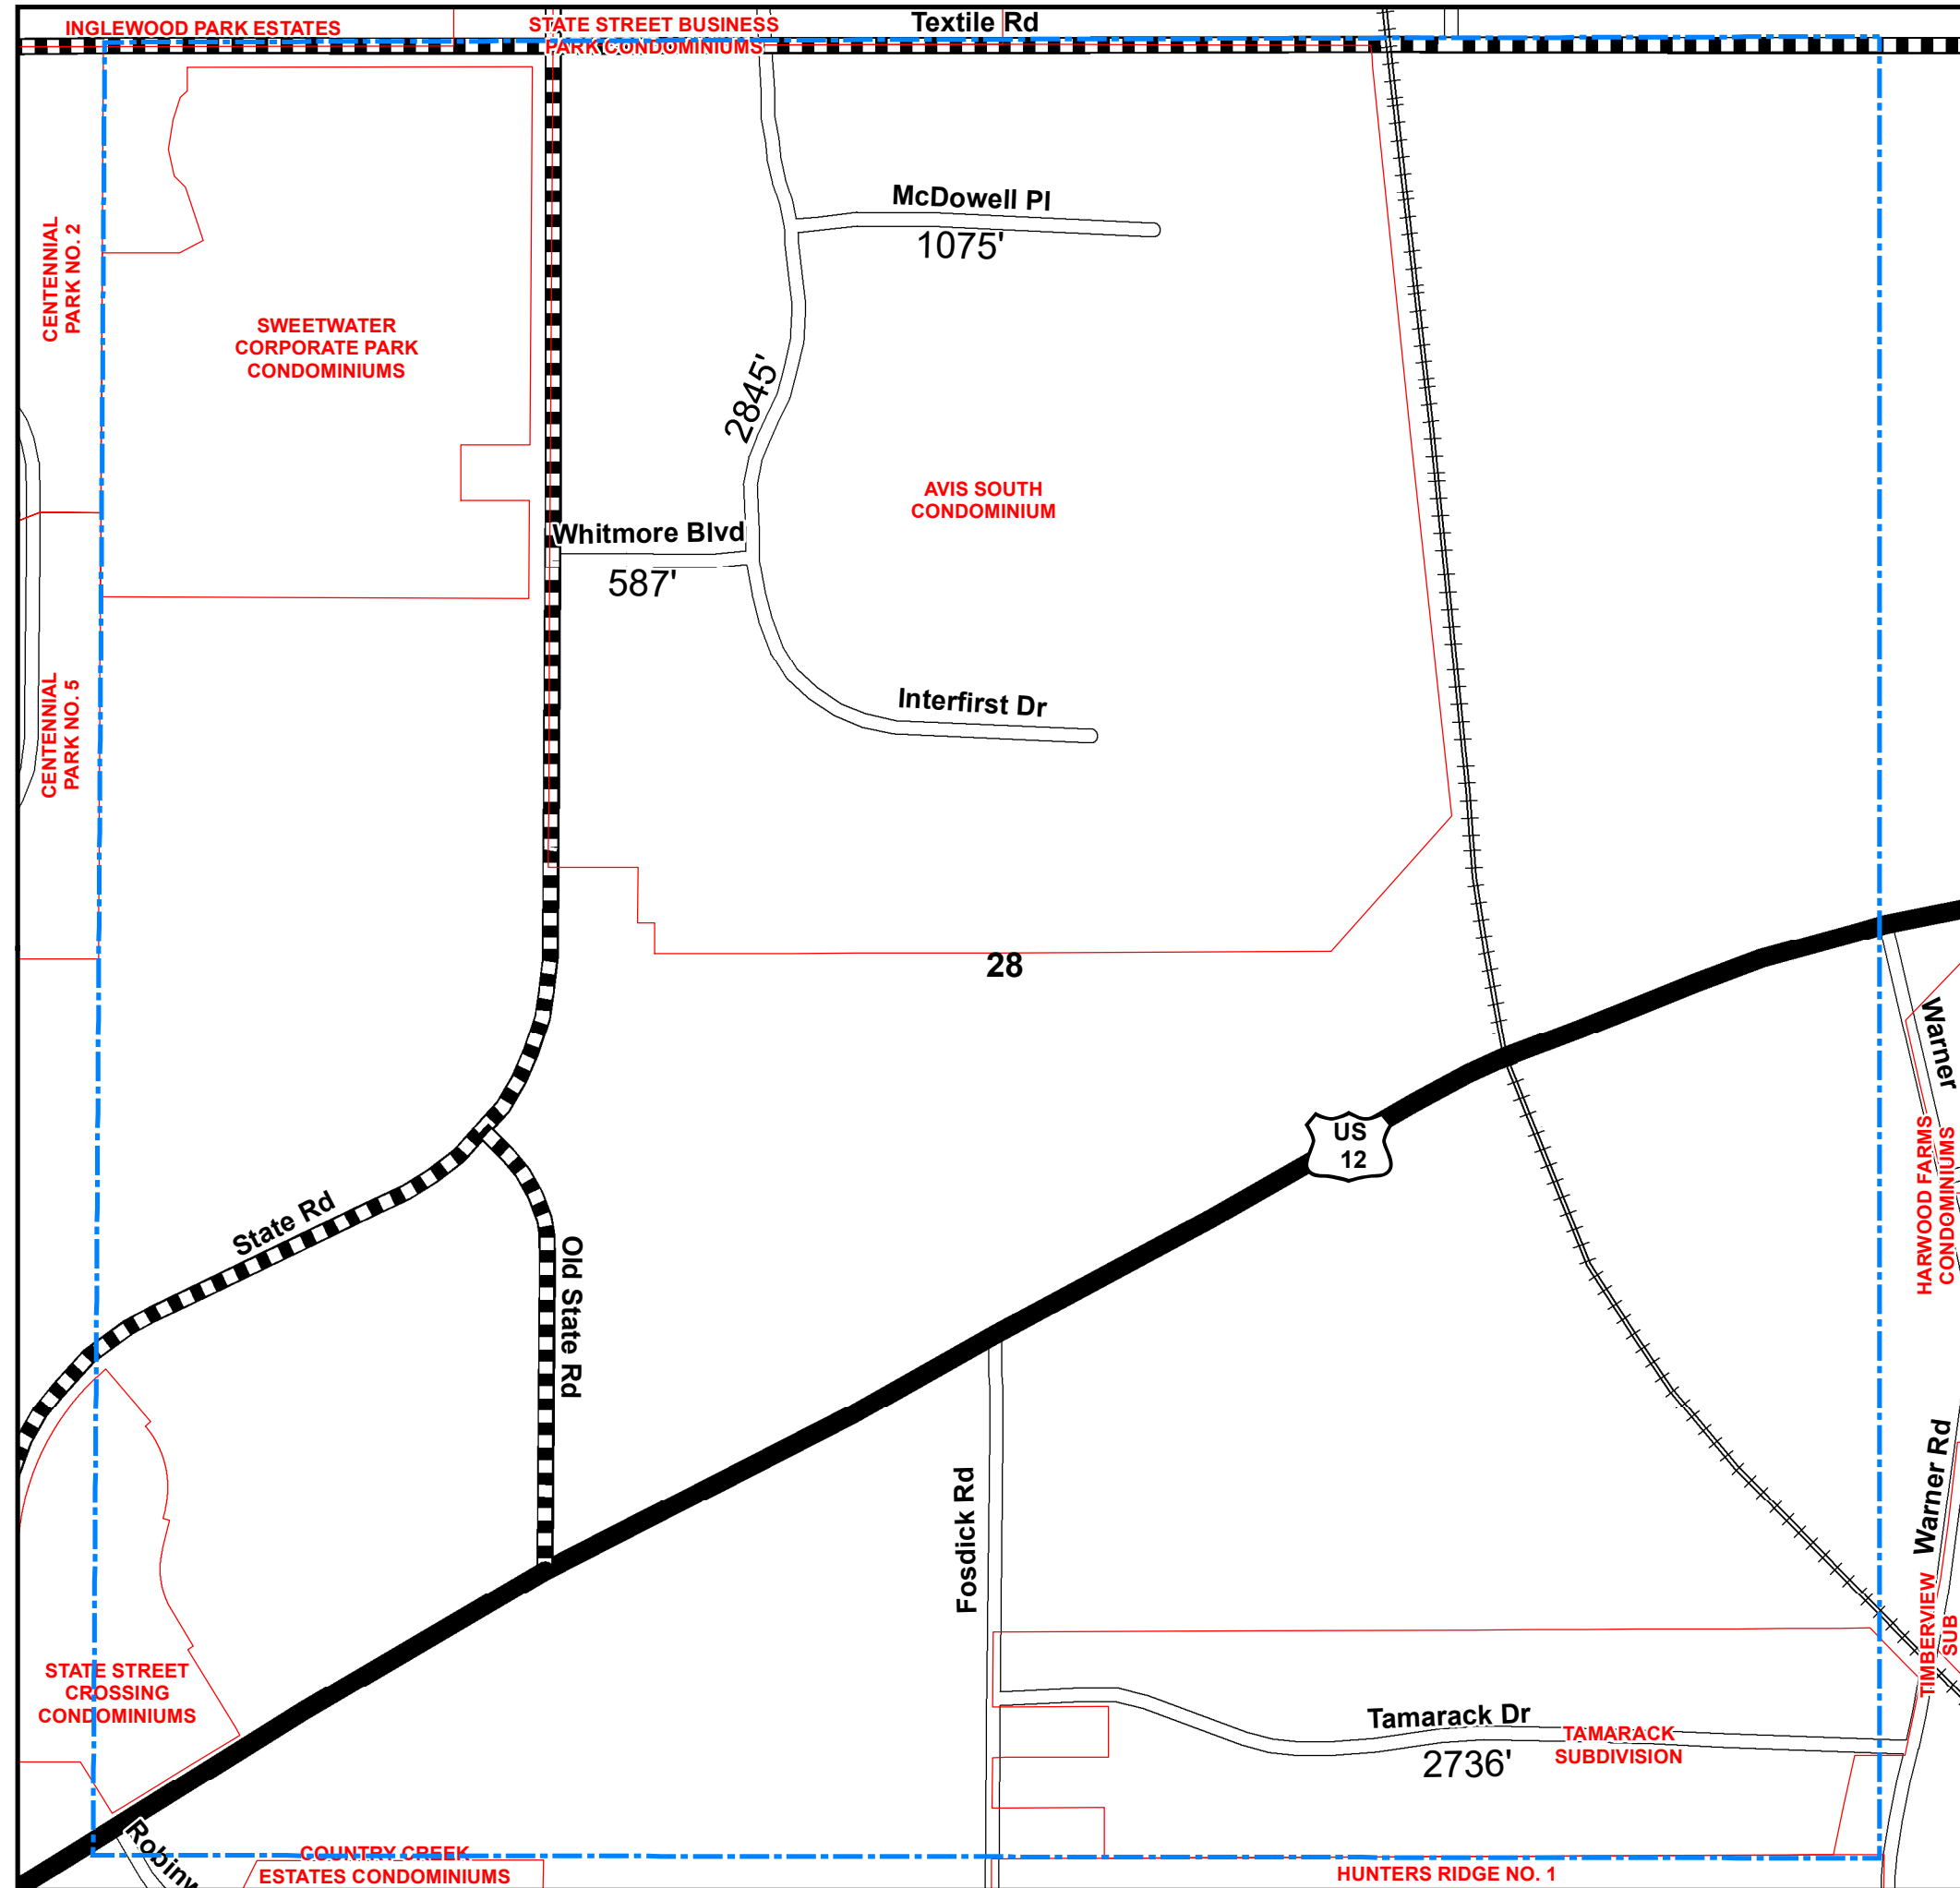 INGLEWOOD PARK ESTATES
STATE STREET BUSINESS
PARK CONDOMINIUMS
Textile Rd
McDowell Pl
1075'
CENTENNIAL
PARK NO. 2
SWEETWATER
CORPORATE PARK
CONDOMINIUMS
2845'
AVIS SOUTH
CONDOMINIUM
Whitmore Blvd
587'
CENTENNIAL
PARK NO. 5
Interfirst Dr
28
Warner
US
12
HARWOOD FARMS
CONDOMINIUMS
State Rd
Old State Rd
Fosdick Rd
Warner Rd
TIMBERVIEW
SUB
STATE STREET
CROSSING
CONDOMINIUMS
Tamarack Dr
2736'
TAMARACK
SUBDIVISION
COUNTRY CREEK
ESTATES CONDOMINIUMS
HUNTERS RIDGE NO. 1